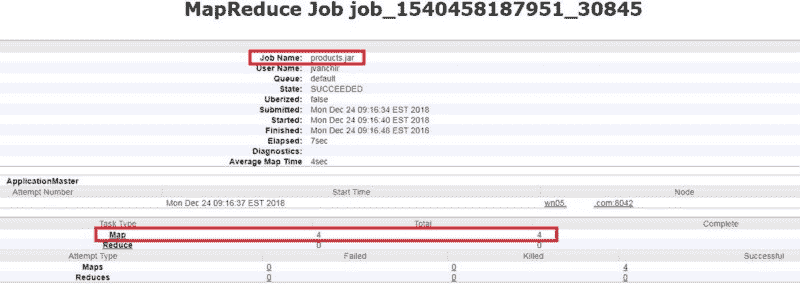 MapReduce Job job_1540458187951_30845
Job Name: products.jar
User Name: jvanchir
Queue: default
State: SUCCEEDED
Uberized: false
Submitted: Mon Dec 24 09:16:34 EST 2018
Started: Mon Dec 24 09:16:40 EST 2018
Finished: Mon Dec 24 09:16:48 EST 2018
Elapsed: 7sec
Diagnostics:
Average Map Time 4sec
ApplicationMaster
Attempt Number Start Time Node
Mon Dec 24 09:16:37 EST 2018 wn05. .com:8042
Task Type Total Complete
Map 4 4
Reduce 0 0
Attempt Type Failed Killed Successful
Maps 0 0 4
Reduces 0 0 0